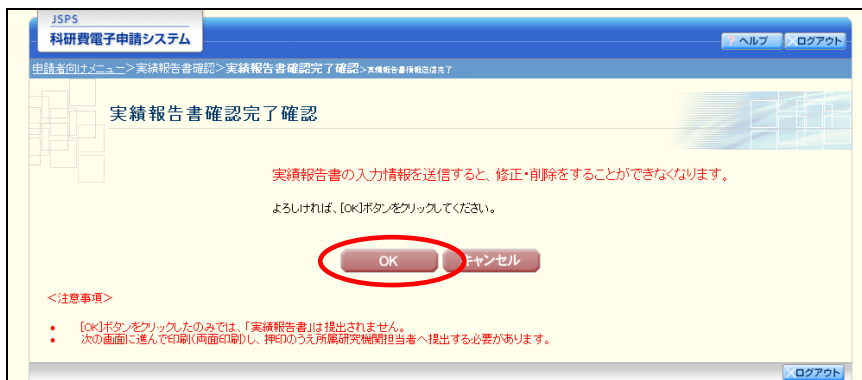 JSPS
科研費電子申請システム
? ヘルプ ×ログアウト
申請者向けメニュー>実績報告書確認>実績報告書確認完了確認>実績報告書情報送信完了
実績報告書確認完了確認
実績報告書の入力情報を送信すると、修正・削除をすることができなくなります。
よろしければ、[OK]ボタンをクリックしてください。
OK キャンセル
<注意事項>
• [OK]ボタンをクリックしたのみでは、「実績報告書」は提出されません。
• 次の画面に進んで印刷(両面印刷)し、押印のうえ所属研究機関担当者へ提出する必要があります。
×ログアウト